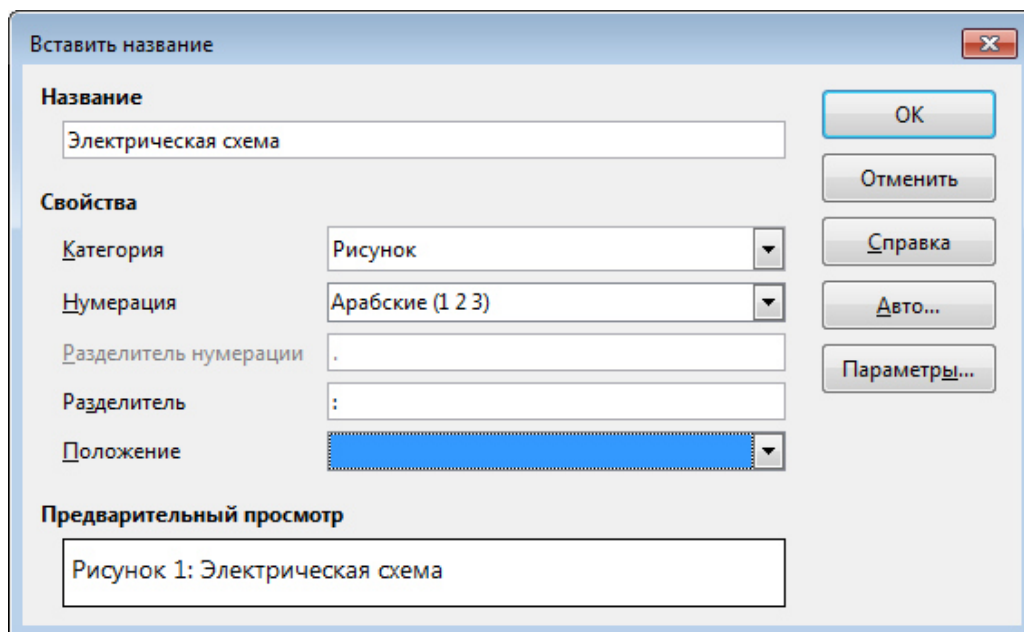 Вставить название
Название
Электрическая схема
Свойства
Категория Рисунок
Нумерация Арабские (1 2 3)
Разделитель нумерации .
Разделитель :
Положение
Предварительный просмотр
Рисунок 1: Электрическая схема
OK
Отменить
Справка
Авто...
Параметры...